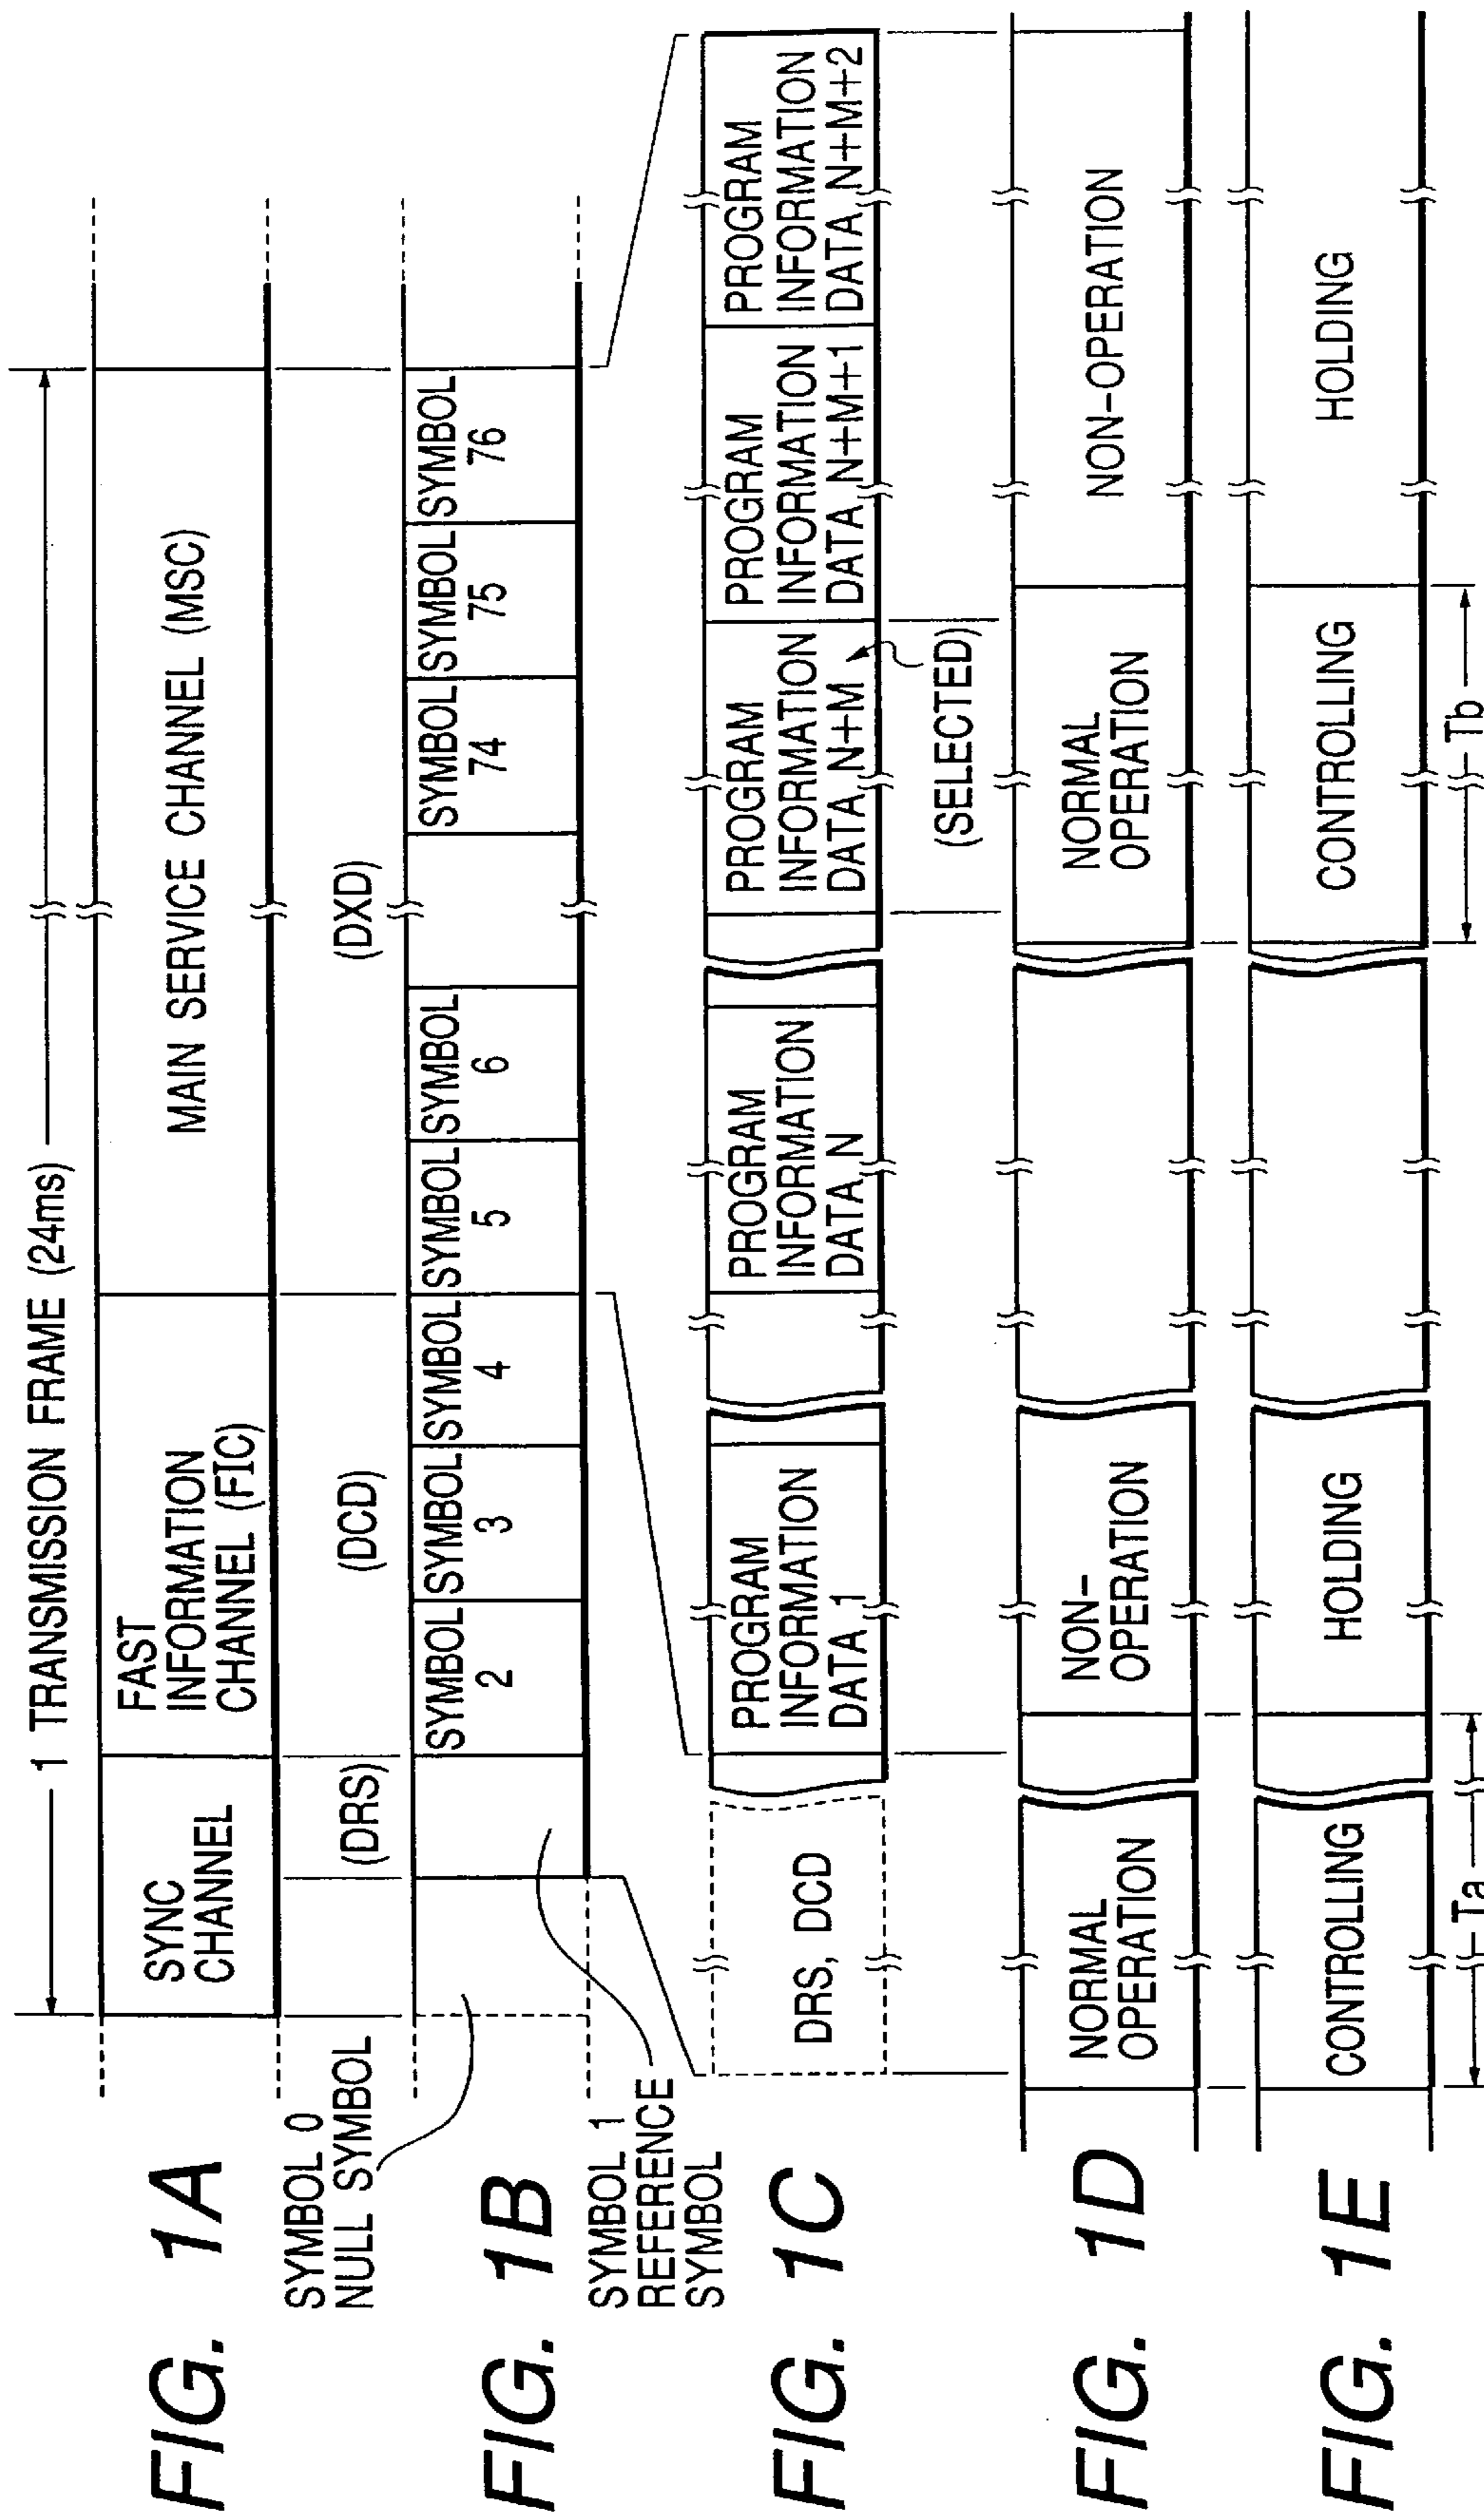 FIG. 1A
1 TRANSMISSION FRAME (24ms)
SYNC
CHANNEL
FAST
INFORMATION
CHANNEL (FIC)
MAIN SERVICE CHANNEL (MSC)
SYMBOL 0
NULL SYMBOL
(DRS)
(DCD)
(DXD)
FIG. 1B
SYMBOL
2
SYMBOL
3
SYMBOL
4
SYMBOL
5
SYMBOL
6
SYMBOL
74
SYMBOL
75
SYMBOL
76
SYMBOL 1
REFERENCE
SYMBOL
FIG. 1C
DRS, DCD
PROGRAM
INFORMATION
DATA 1
PROGRAM
INFORMATION
DATA N
PROGRAM
INFORMATION
DATA N+M
PROGRAM
INFORMATION
DATA N+M+1
PROGRAM
INFORMATION
DATA N+M+2
(SELECTED)
FIG. 1D
NORMAL
OPERATION
NON-
OPERATION
NORMAL
OPERATION
NON-OPERATION
FIG. 1E
CONTROLLING
HOLDING
CONTROLLING
HOLDING
Ta
Tb